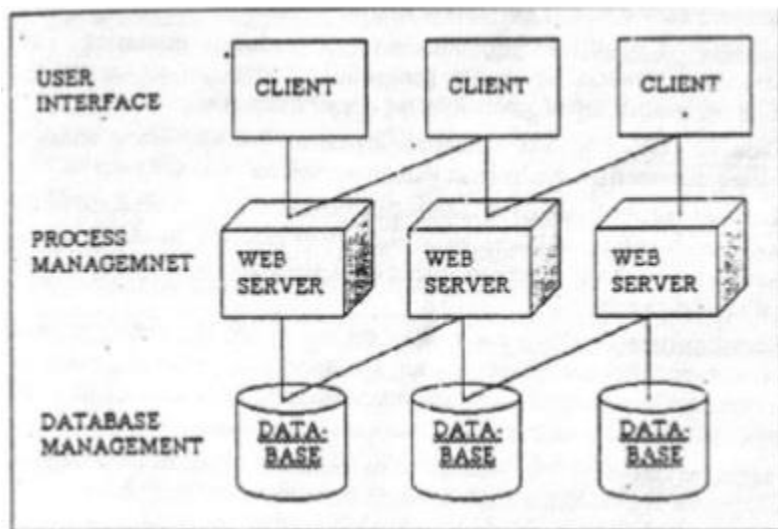 USER
INTERFACE
CLIENT
CLIENT
CLIENT
PROCESS
MANAGEMNET
WEB
SERVER
WEB
SERVER
WEB
SERVER
DATABASE
MANAGEMENT
DATA-
BASE
DATA-
BASE
DATA-
BASE